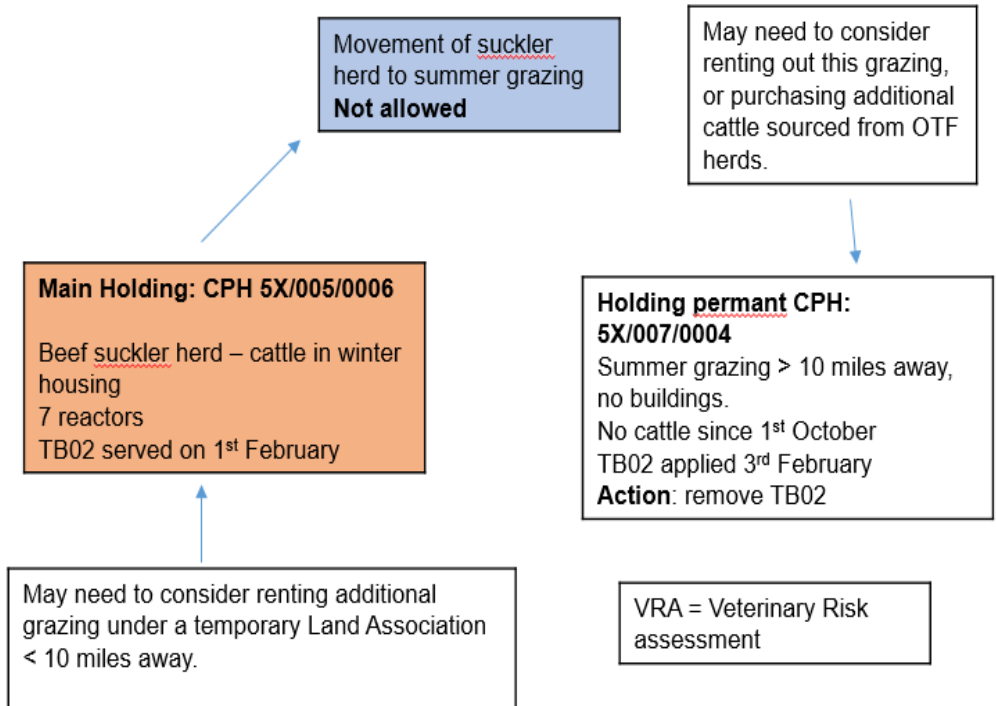 Movement of suckler
herd to summer grazing
Not allowed
May need to consider
renting out this grazing,
or purchasing additional
cattle sourced from OTF
herds.
Main Holding: CPH 5X/005/0006
Beef suckler herd – cattle in winter
housing
7 reactors
TB02 served on 1st February
Holding permant CPH:
5X/007/0004
Summer grazing > 10 miles away,
no buildings.
No cattle since 1st October
TB02 applied 3rd February
Action: remove TB02
May need to consider renting additional
grazing under a temporary Land Association
< 10 miles away.
VRA = Veterinary Risk
assessment